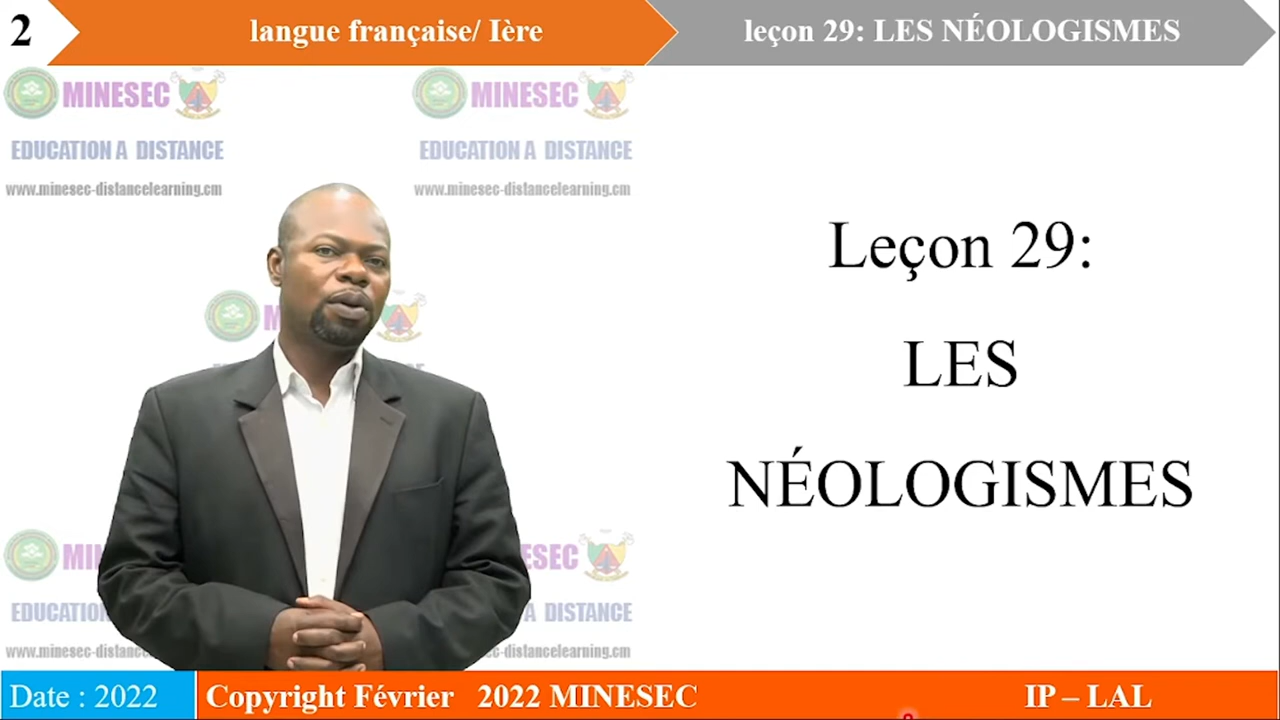 2
langue française/ Ière
leçon 29: LES NÉOLOGISMES
MINESEC
MINESEC
EDUCATION A DISTANCE
EDUCATION A DISTANCE
www.minesec-distancelearning.cm
www.minesec-distancelearning.cm
Leçon 29:
LES
NÉOLOGISMES
Date : 2022
Copyright Février 2022 MINESEC
IP – LAL